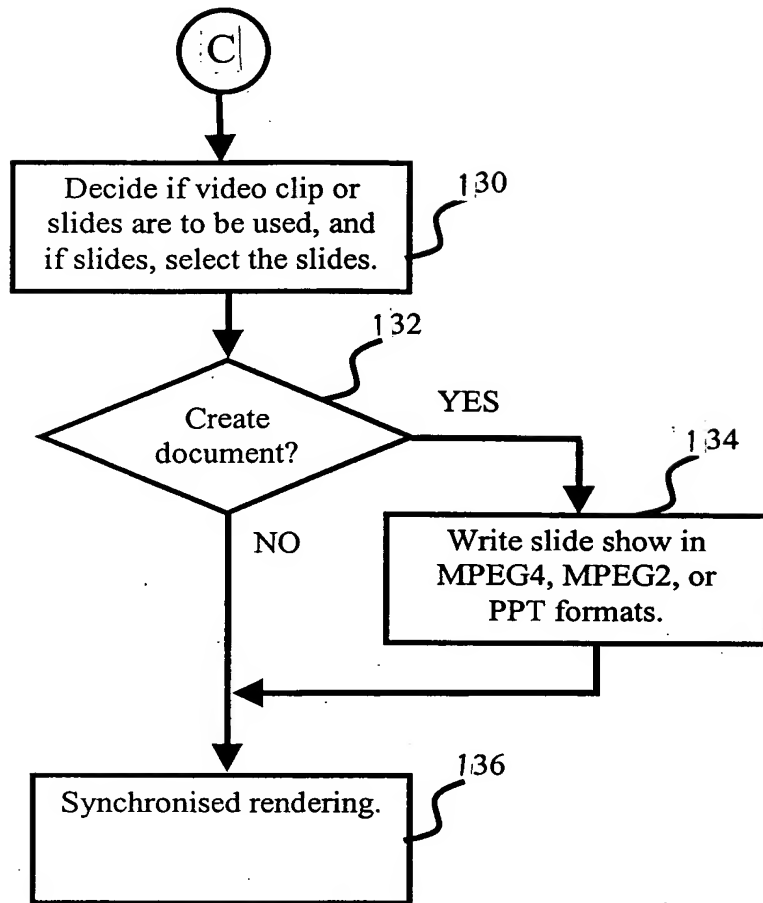 C
Decide if video clip or
slides are to be used, and
if slides, select the slides.
130
132
Create
document?
YES
NO
134
Write slide show in
MPEG4, MPEG2, or
PPT formats.
136
Synchronised rendering.